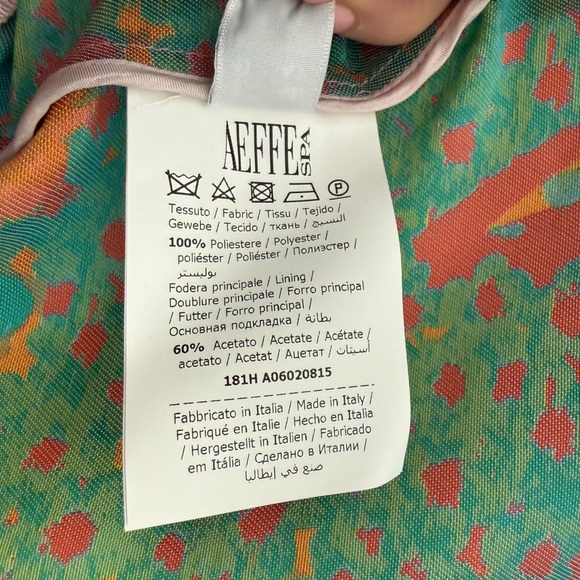 AEFFE SPA
P
Tessuto / Fabric / Tissu / Tejido /
Gewebe / Tecido / ткань / النسيج
100% Poliestere / Polyester /
poliéster / Poliéster / Полиэстер /
بوليستر
Fodera principale / Lining /
Doublure principale / Forro principal
/ Futter / Forro principal /
Основная подкладка / بطانة
60% Acetato / Acetate / Acétate /
acetato / Acetat / Ацетат / أسيتات
181H A06020815
Fabbricato in Italia / Made in Italy /
Fabriqué en Italie / Hecho en Italia
/ Hergestellt in Italien / Fabricado
em Itália / Сделано в Италии /
صنع في إيطاليا